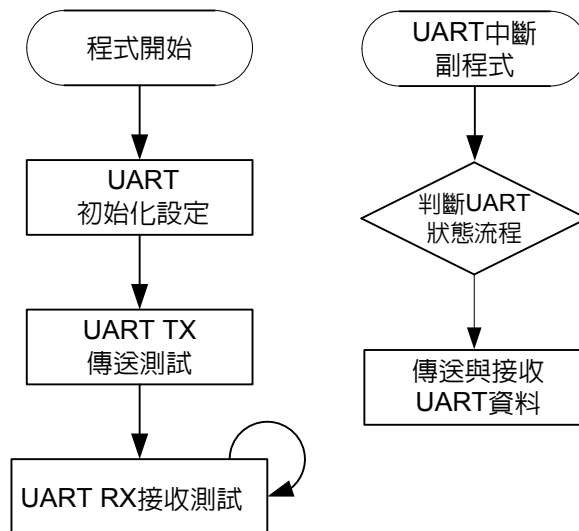 程式開始
UART
初始化設定
UART TX
傳送測試
UART RX接收測試
UART中斷
副程式
判斷UART
狀態流程
傳送與接收
UART資料